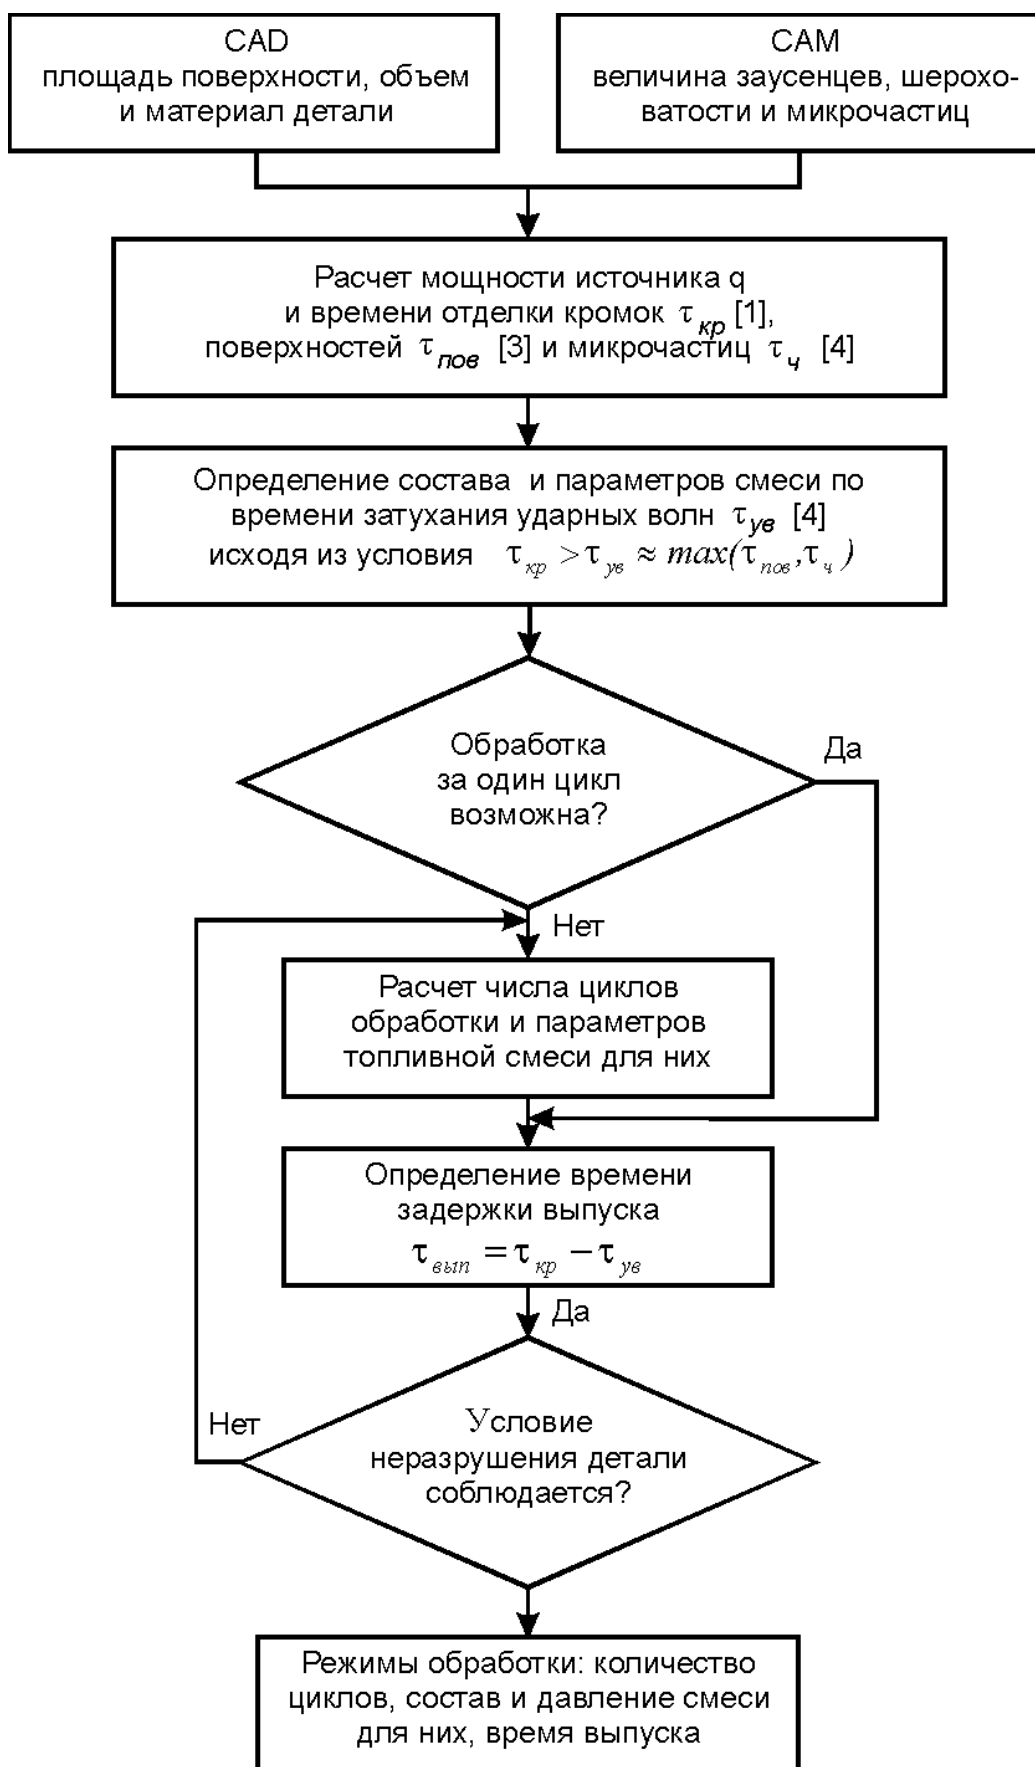 CAD
площадь поверхности, объем
и материал детали
CAM
величина заусенцев, шерохо-
ватости и микрочастиц
Расчет мощности источника q
и времени отделки кромок τкр [1],
поверхностей τпов [3] и микрочастиц τч [4]
Определение состава и параметров смеси по
времени затухания ударных волн τув [4]
исходя из условия τкр > τув ≈ max(τпов,τч)
Обработка
за один цикл
возможна?
Да
Нет
Расчет числа циклов
обработки и параметров
топливной смеси для них
Определение времени
задержки выпуска
τвып = τкр − τув
Да
Нет
Условие
неразрушения детали
соблюдается?
Режимы обработки: количество
циклов, состав и давление смеси
для них, время выпуска